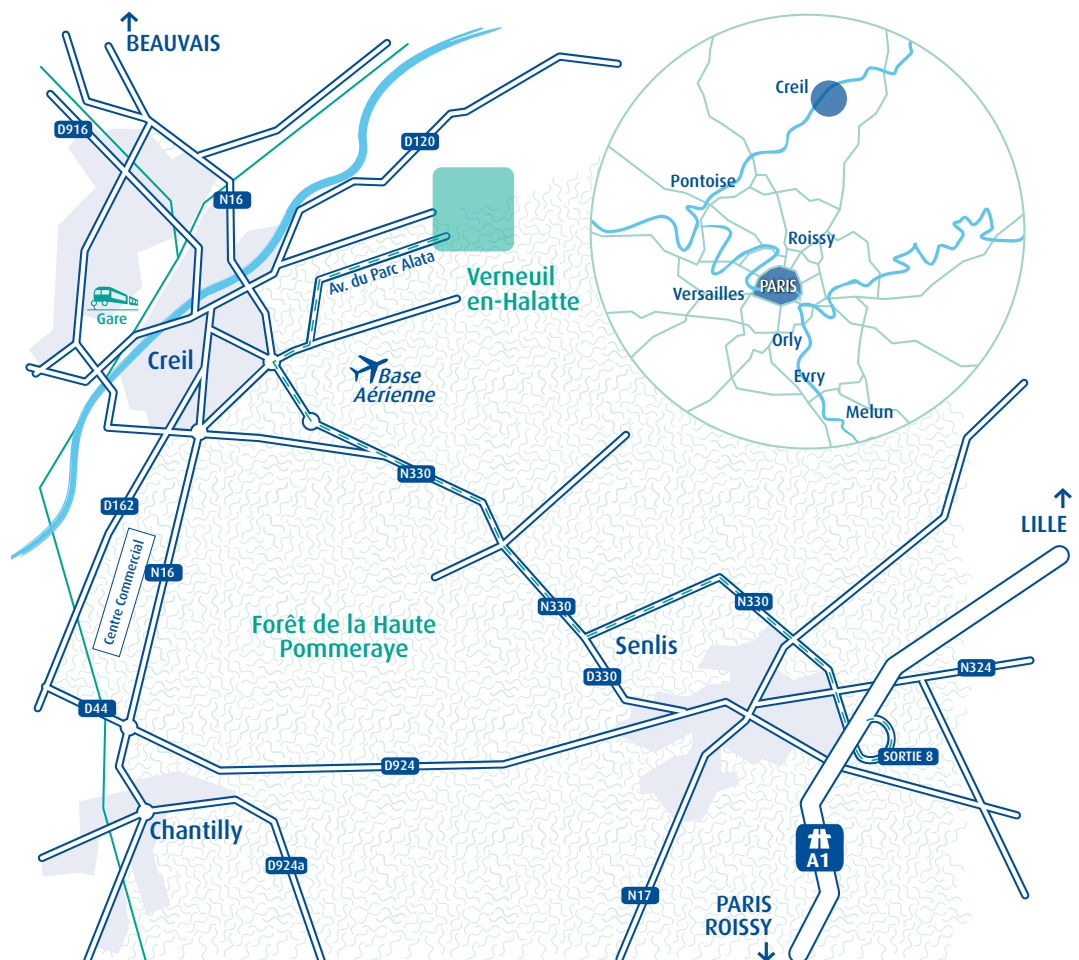 BEAUVAIS
D916
D120
N16
Creil
Pontoise
Roissy
Versailles
PARIS
Orly
Evry
Melun
Av. du Parc Alata
Verneuil
en-Halatte
Gare
Creil
Base
Aérienne
N330
D162
N16
Centre Commercial
LILLE
N330
N330
Forêt de la Haute
Pommeraye
Senlis
D330
N324
D44
D924
SORTIE 8
Chantilly
A1
D924a
N17
PARIS
ROISSY